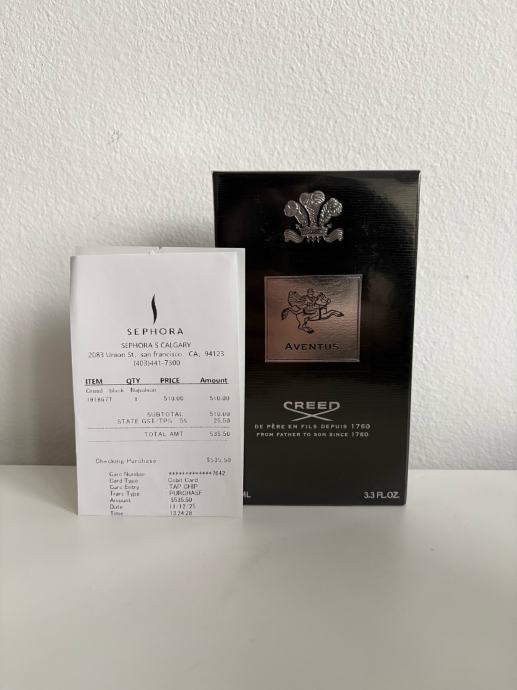 SEPHORA
SEPHORA S CALGARY
2083 Union St, san francisco, CA, 94123
(403)441-7300
ITEM QTY PRICE Amount
Creed black Napoleon
1 510.00 510.00
SUBTOTAL 510.00
STATE GST/TPS 5% 25.50
TOTAL AMT 535.50
Checking Purchase $535.50
Card Number ************7642
Card Type Debit Card
Card Entry TAP CHIP
Trans Type PURCHASE
Amount $535.50
Date 11/12/25
Time 13:24:28
AVENTUS
CREED
DE PÈRE EN FILS DEPUIS 1760
FROM FATHER TO SON SINCE 1760
ML 3.3 FL.OZ.